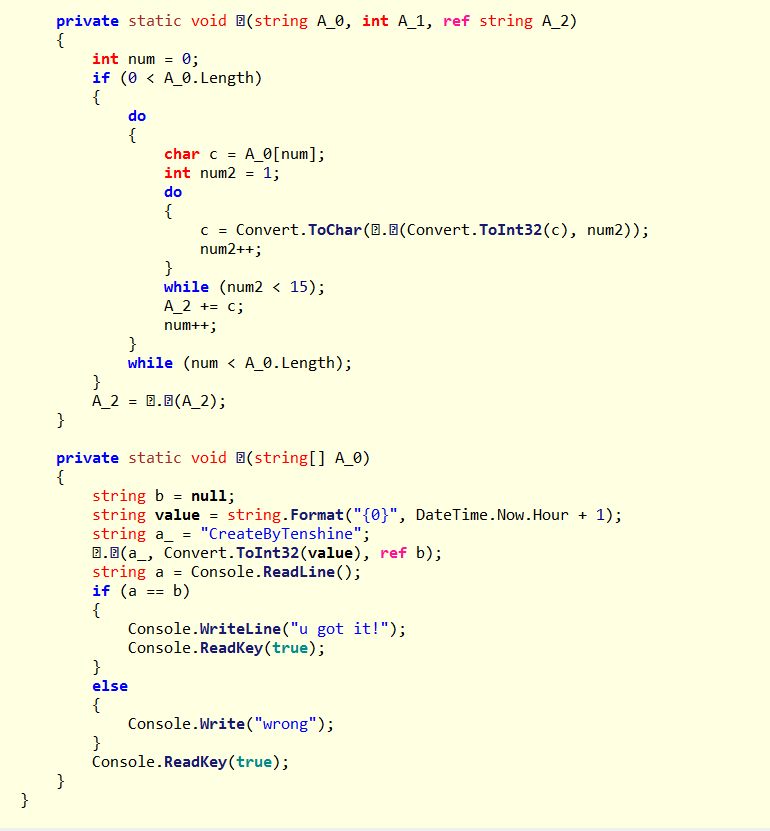 private static void (string A_0, int A_1, ref string A_2)
{
int num = 0;
if (0 < A_0.Length)
{
do
{
char c = A_0[num];
int num2 = 1;
do
{
c = Convert.ToChar(.(Convert.ToInt32(c), num2));
num2++;
}
while (num2 < 15);
A_2 += c;
num++;
}
while (num < A_0.Length);
}
A_2 = .(A_2);
}
private static void (string[] A_0)
{
string b = null;
string value = string.Format("{0}", DateTime.Now.Hour + 1);
string a_ = "CreateByTenshine";
.(a_, Convert.ToInt32(value), ref b);
string a = Console.ReadLine();
if (a == b)
{
Console.WriteLine("u got it!");
Console.ReadKey(true);
}
else
{
Console.Write("wrong");
}
Console.ReadKey(true);
}
}